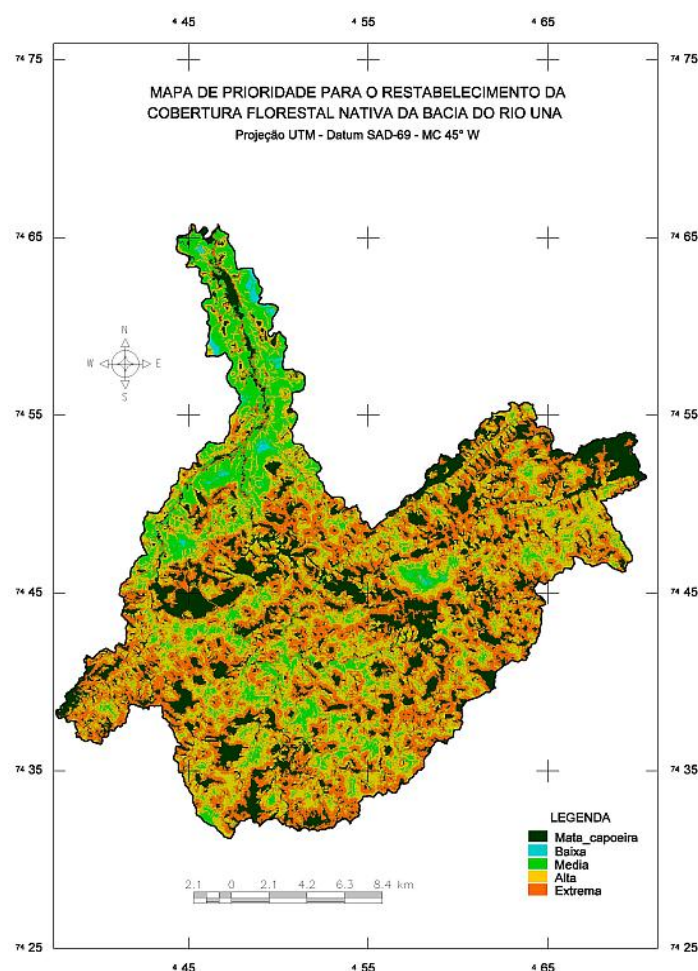 4 45 4 65
74 75 74 75
MAPA DE PRIORIDADE PARA O RESTABELECIMENTO DA
COBERTURA FLORESTAL NATIVA DA BACIA DO RIO UNA
Projeção UTM - Datum SAD-69 - MC 45° W
74 65 74 65
N
W E
S
74 55 74 55
74 45 74 45
74 35 74 35
LEGENDA
Mata_capoeira
Baixa
Media
Alta
Extrema
2.1 0 2.1 4.2 6.3 8.4 km
74 25 74 25
4 45 4 55 4 65